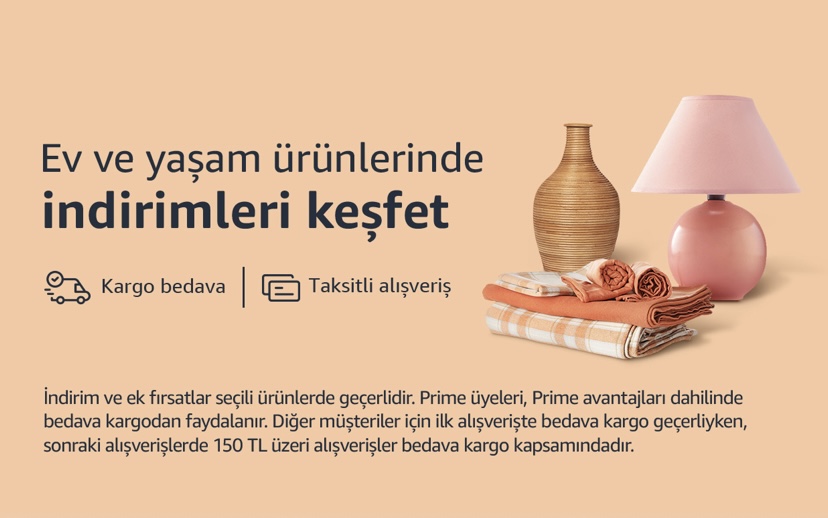 Ev ve yaşam ürünlerinde
indirimleri keşfet
Kargo bedava | Taksitli alışveriş
İndirim ve ek fırsatlar seçili ürünlerde geçerlidir. Prime üyeleri, Prime avantajları dahilinde
bedava kargodan faydalanır. Diğer müşteriler için ilk alışverişte bedava kargo geçerliyken,
sonraki alışverişlerde 150 TL üzeri alışverişler bedava kargo kapsamındadır.